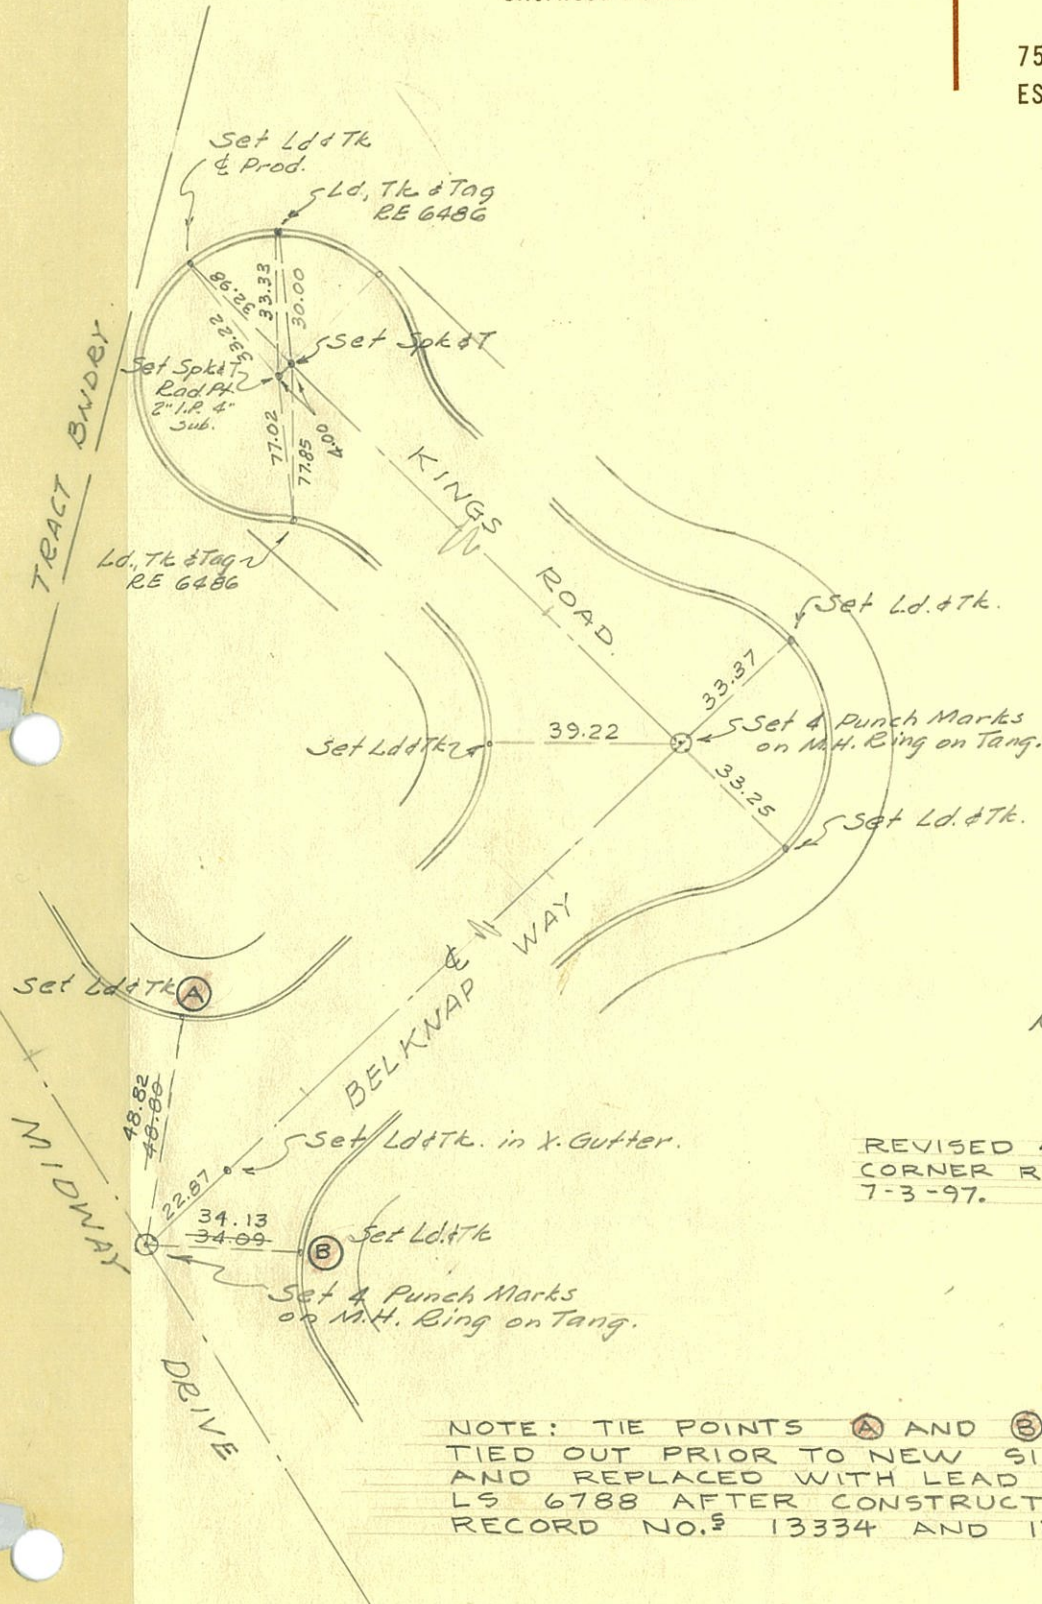 75
ES
Set Ld & Tk
& Prod.
Ld., Tk & Tag
RE 6486
32.98
33.22
33.33
30.00
Set Spk & T
Set Spk & T
Rad. Pt.
2" I.P. 4"
Sub.
77.02
77.85
4.00
TRACT BNDRY.
KINGS
ROAD.
Ld., Tk & Tag
RE 6486
Set Ld. & Tk.
33.37
39.22
Set Ld & Tk
Set 4 Punch Marks
on M.H. Ring on Tang.
33.25
Set Ld. & Tk.
WAY
℄
BELKNAP
Set Ld & Tk
A
48.82
48.80
Set Ld & Tk. in X. Gutter.
22.87
34.13
34.09
B
Set Ld. & Tk
Set 4 Punch Marks
on M.H. Ring on Tang.
MIDWAY
DRIVE
REVISED
CORNER R
7-3-97.
NOTE: TIE POINTS A AND B
TIED OUT PRIOR TO NEW SI
AND REPLACED WITH LEAD
LS 6788 AFTER CONSTRUCT
RECORD NO.S 13334 AND 1